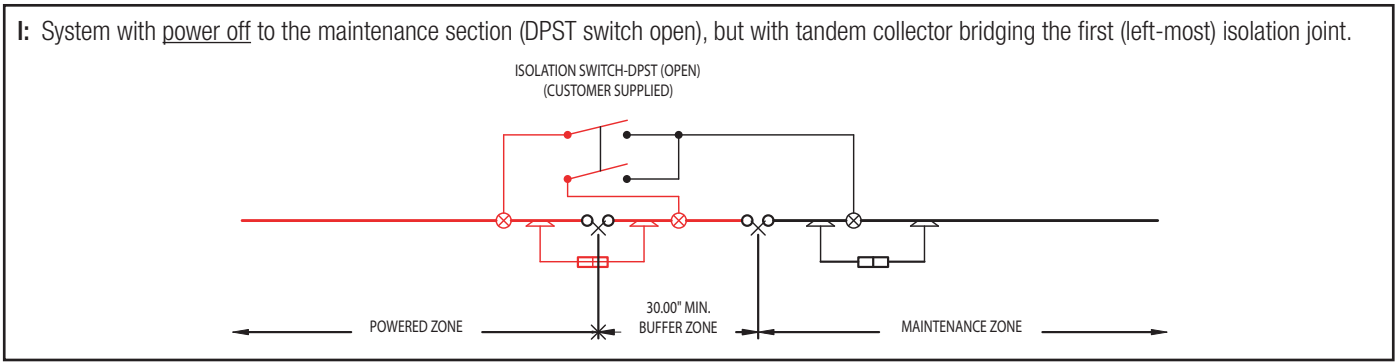 I: System with power off to the maintenance section (DPST switch open), but with tandem collector bridging the first (left-most) isolation joint.
ISOLATION SWITCH-DPST (OPEN)
(CUSTOMER SUPPLIED)
POWERED ZONE
30.00" MIN.
BUFFER ZONE
MAINTENANCE ZONE